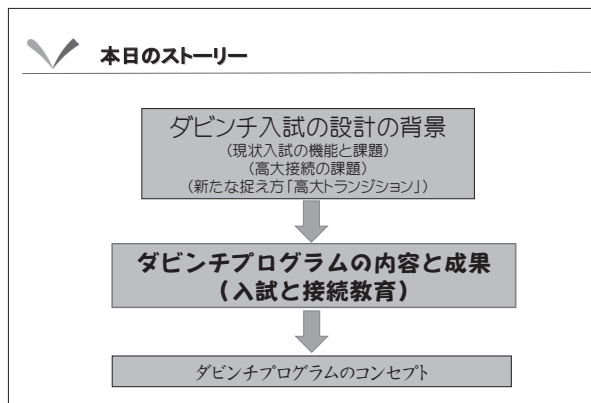 本日のストーリー
ダビンチ入試の設計の背景
(現状入試の機能と課題)
(高大接続の課題)
(新たな捉え方「高大トランジション」)
ダビンチプログラムの内容と成果
(入試と接続教育)
ダビンチプログラムのコンセプト